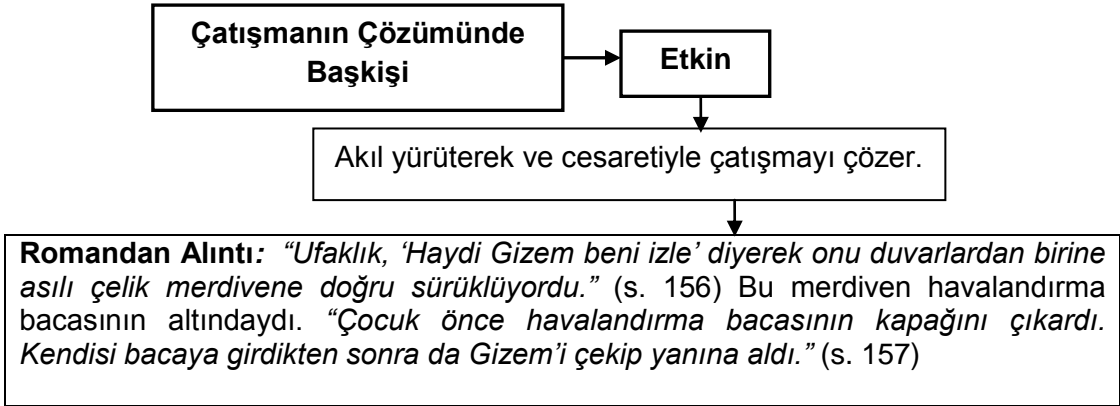 Çatışmanın Çözümünde
Başkişi
Etkin
Akıl yürüterek ve cesaretiyle çatışmayı çözer.
Romandan Alıntı: “Ufaklık, ‘Haydi Gizem beni izle’ diyerek onu duvarlardan birine
asılı çelik merdivene doğru sürüklüyordu.” (s. 156) Bu merdiven havalandırma
bacasının altındaydı. “Çocuk önce havalandırma bacasının kapağını çıkardı.
Kendisi bacaya girdikten sonra da Gizem’i çekip yanına aldı.” (s. 157)